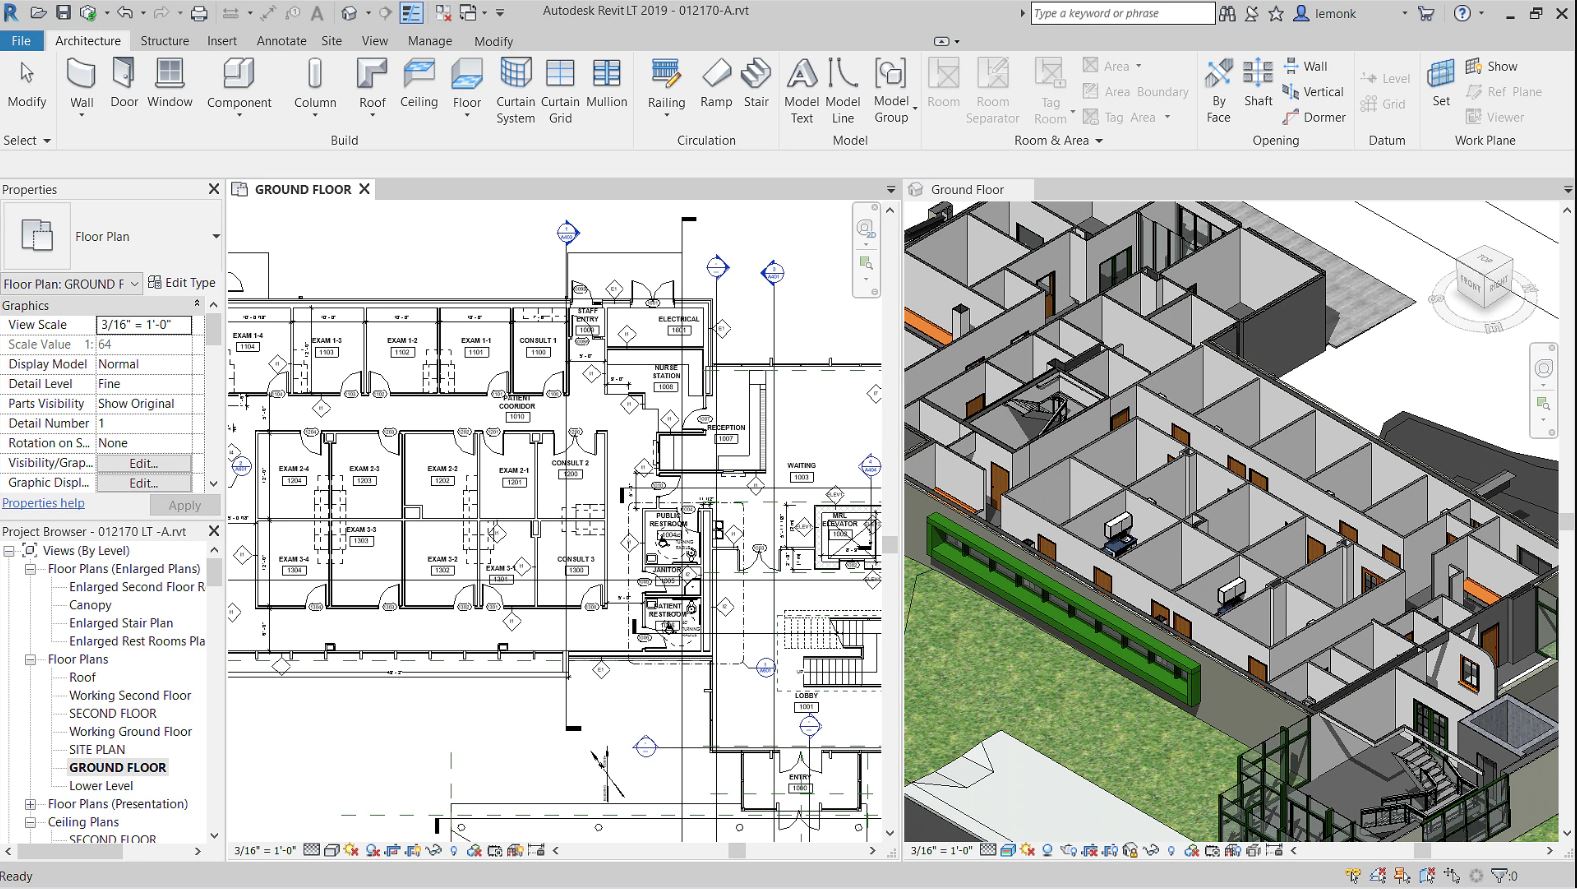 Autodesk Revit LT 2019 - 012170-A.rvt
Type a keyword or phrase
lemonk
File Architecture Structure Insert Annotate Site View Manage Modify
Modify Wall Door Window Component Column Roof Ceiling Floor Curtain System Curtain Grid Mullion Railing Ramp Stair Model Text Model Line Model Group Room Room Separator Tag Room
Area
Area Boundary
Tag Area
By Face Shaft
Wall
Vertical
Dormer
Level
Grid
Set
Show
Ref Plane
Viewer
Select Build Circulation Model Room & Area Opening Datum Work Plane
Properties
Floor Plan
Floor Plan: GROUND F
Edit Type
Graphics
View Scale 3/16" = 1'-0"
Scale Value 1: 64
Display Model Normal
Detail Level Fine
Parts Visibility Show Original
Detail Number 1
Rotation on S... None
Visibility/Grap... Edit...
Graphic Displ... Edit...
Properties help
Apply
Project Browser - 012170 LT -A.rvt
Views (By Level)
Floor Plans (Enlarged Plans)
Enlarged Second Floor R
Canopy
Enlarged Stair Plan
Enlarged Rest Rooms Pla
Floor Plans
Roof
Working Second Floor
SECOND FLOOR
Working Ground Floor
SITE PLAN
GROUND FLOOR
Lower Level
Floor Plans (Presentation)
Ceiling Plans
SECOND FLOOR
GROUND FLOOR
EXAM 1-4
1104
EXAM 1-3
1103
EXAM 1-2
1102
EXAM 1-1
1101
CONSULT 1
1100
STAFF
ENTRY
ELECTRICAL
NURSE
STATION
1008
PATIENT
1010
RECEPTION
1007
EXAM 2-4
1204
EXAM 2-3
1203
EXAM 2-2
1202
EXAM 2-1
1201
CONSULT 2
1200
WAITING
1003
EXAM 3-3
1303
EXAM 3-4
1304
EXAM 3-2
1302
EXAM 3-1
1301
CONSULT 3
1300
PUBLIC
RESTROOM
JANITOR
PATIENT
RESTROOM
MRL
ELEVATOR
UP
LOBBY
1001
ENTRY
3/16" = 1'-0"
Ground Floor
TOP
FRONT
RIGHT
3/16" = 1'-0"
Ready
:0